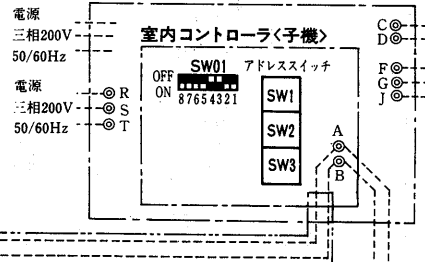 電源
三相200V
50/60Hz
電源
三相200V
50/60Hz
R
S
T
室内コントローラ〈子機〉
SW01
アドレススイッチ
OFF
ON
87654321
SW1
SW2
SW3
A
B
C
D
F
G
J